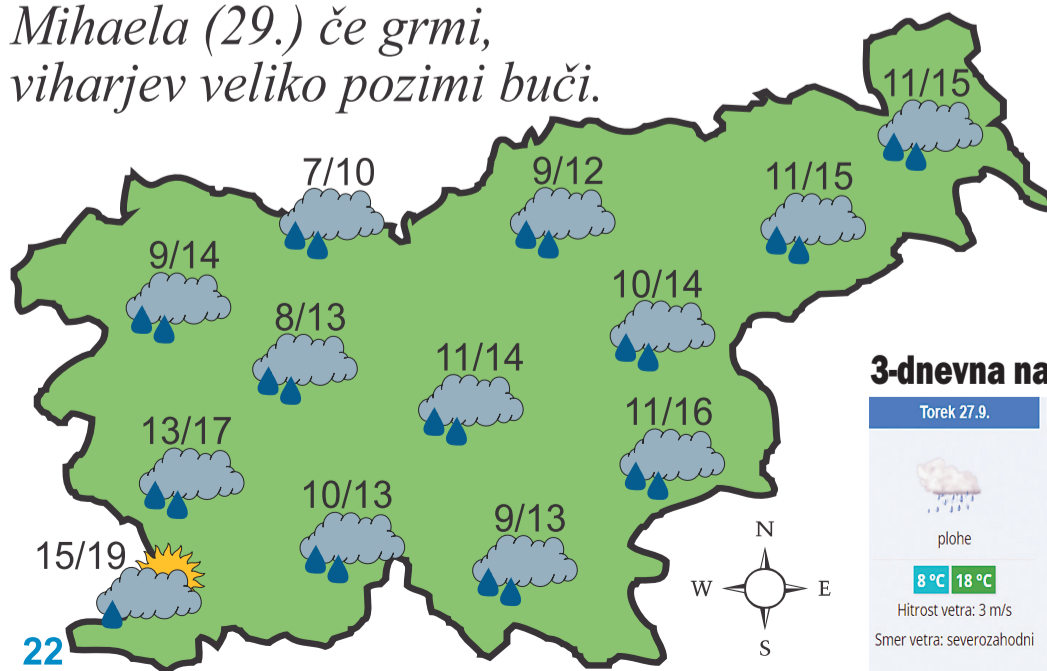 Mihaela (29.) če grmi,
viharjev veliko pozimi buči.
11/15
7/10
9/12
11/15
9/14
10/14
8/13
11/14
13/17
11/16
10/13
9/13
15/19
22
N
W E
S
3-dnevna na
Torek 27.9.
plohe
8 °C 18 °C
Hitrost vetra: 3 m/s
Smer vetra: severozahodni